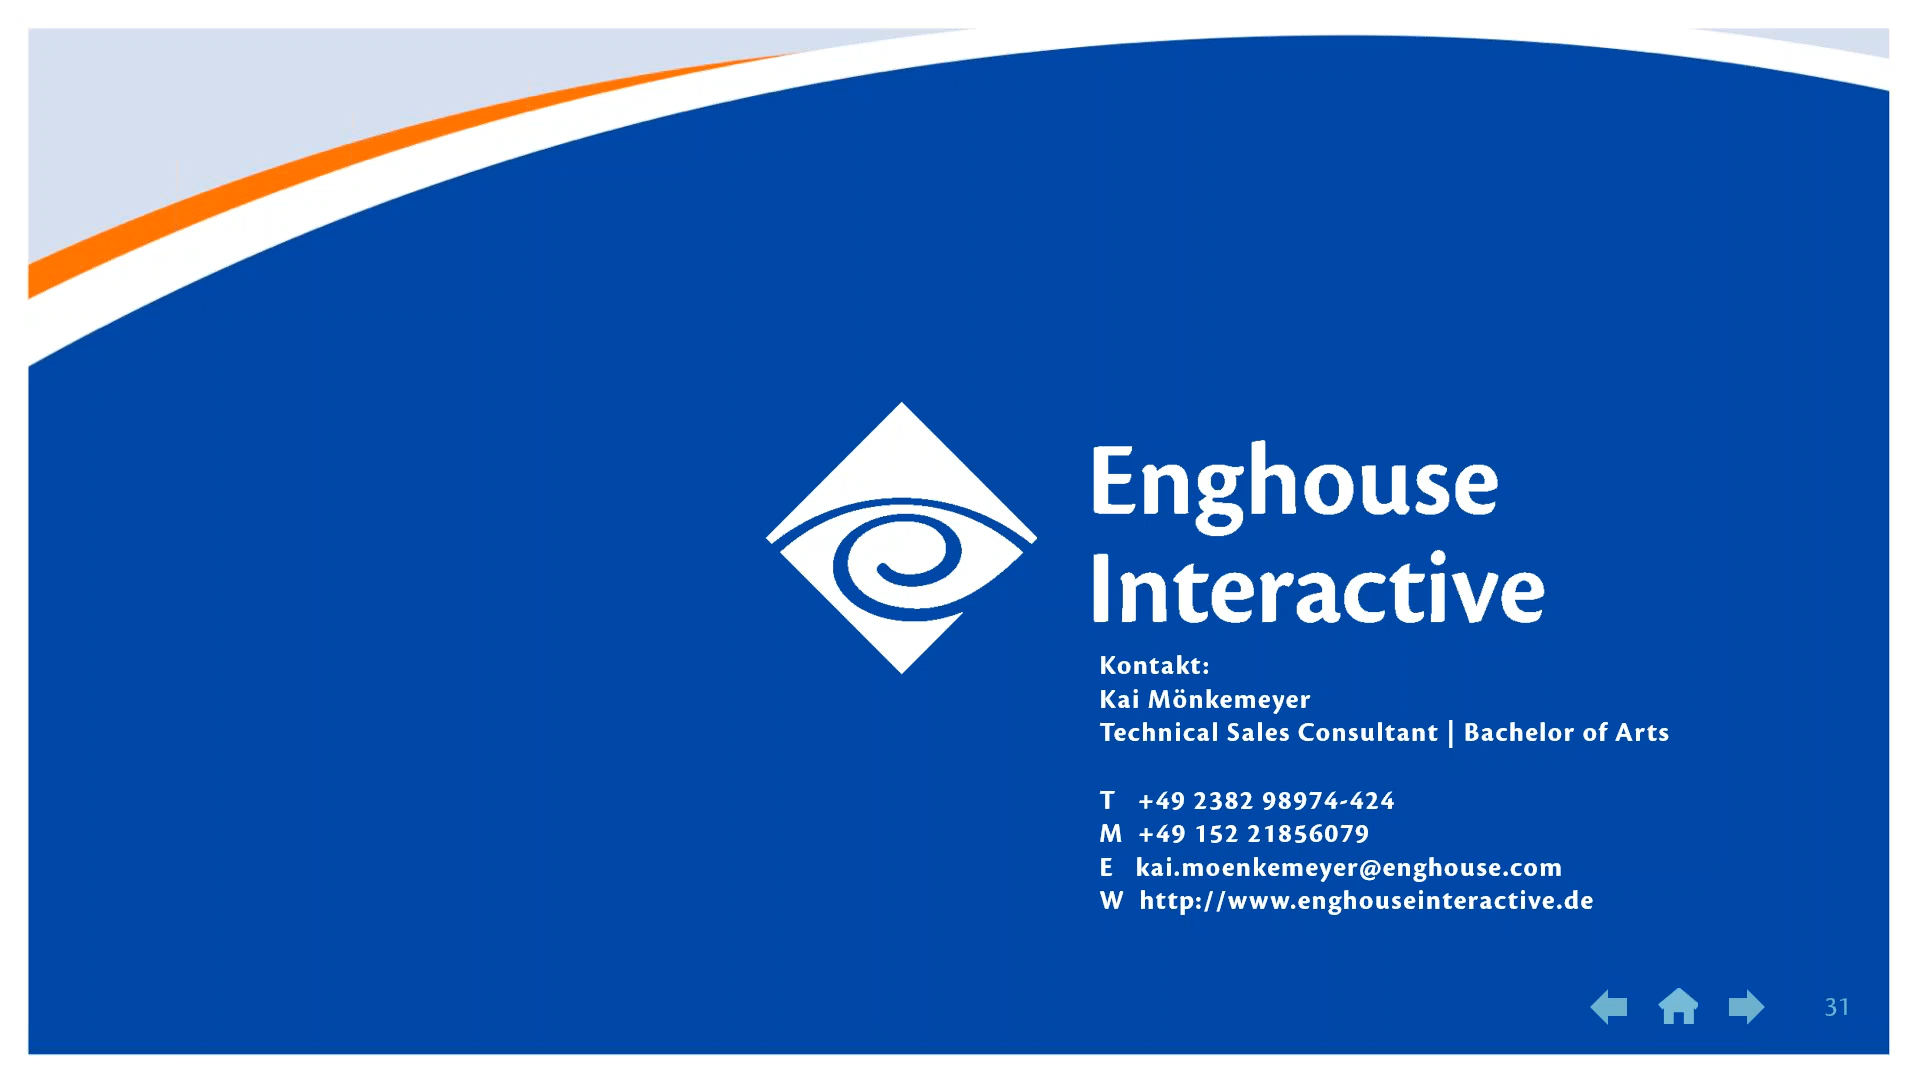 Enghouse
Interactive
Kontakt:
Kai Mönkemeyer
Technical Sales Consultant | Bachelor of Arts
T +49 2382 98974-424
M +49 152 21856079
E kai.moenkemeyer@enghouse.com
W http://www.enghouseinteractive.de
31